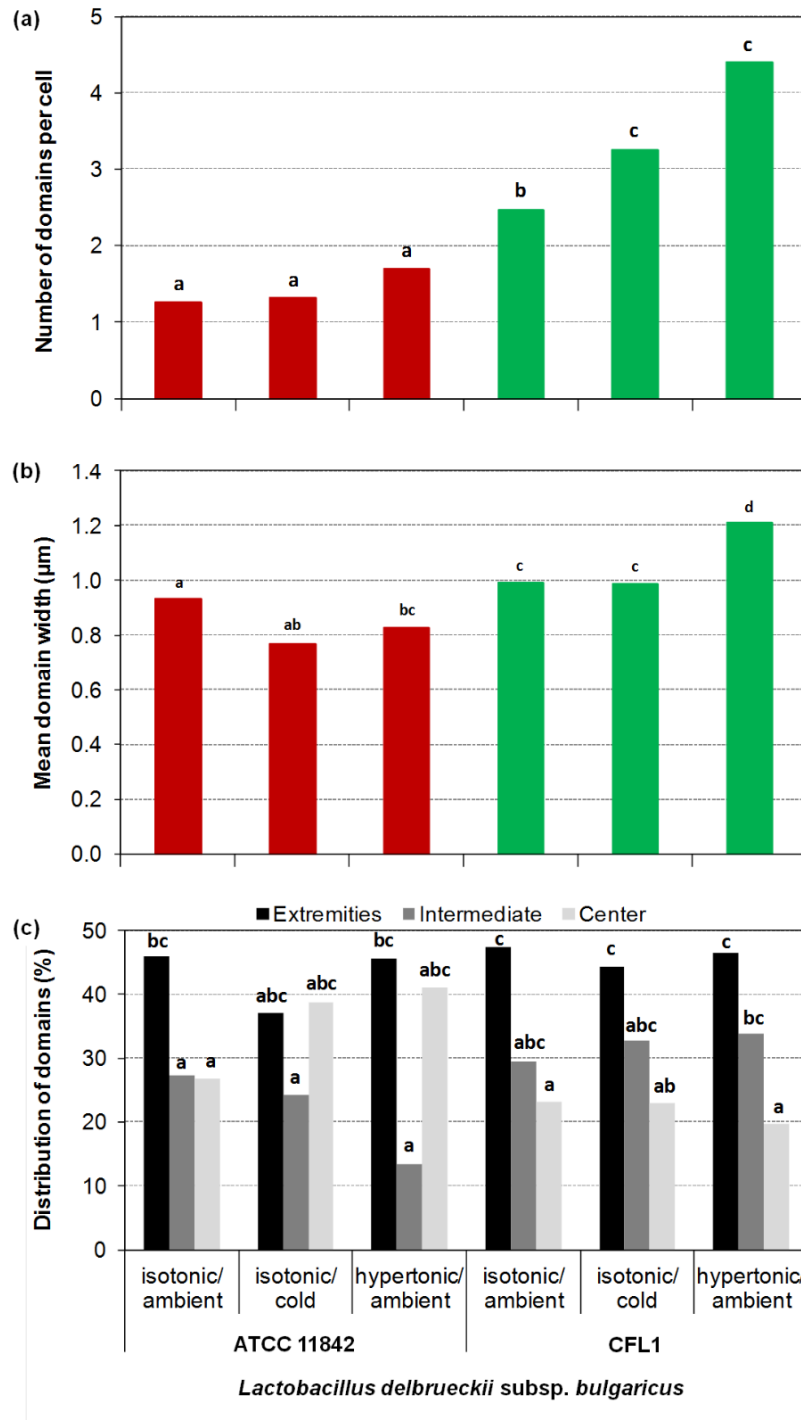 (a)
Number of domains per cell
5
4
3
2
1
0
a
a
a
b
c
c
(b)
Mean domain width (µm)
1.4
1.2
1.0
0.8
0.6
0.4
0.2
0.0
a
ab
bc
c
c
d
(c)
Distribution of domains (%)
Extremities Intermediate Center
50
40
30
20
10
0
bc a a
abc a abc
bc a abc
c abc a
c abc ab
c bc a
isotonic/ isotonic/ hypertonic/ isotonic/ isotonic/ hypertonic/
ambient cold ambient ambient cold ambient
ATCC 11842 CFL1
Lactobacillus delbrueckii subsp. bulgaricus